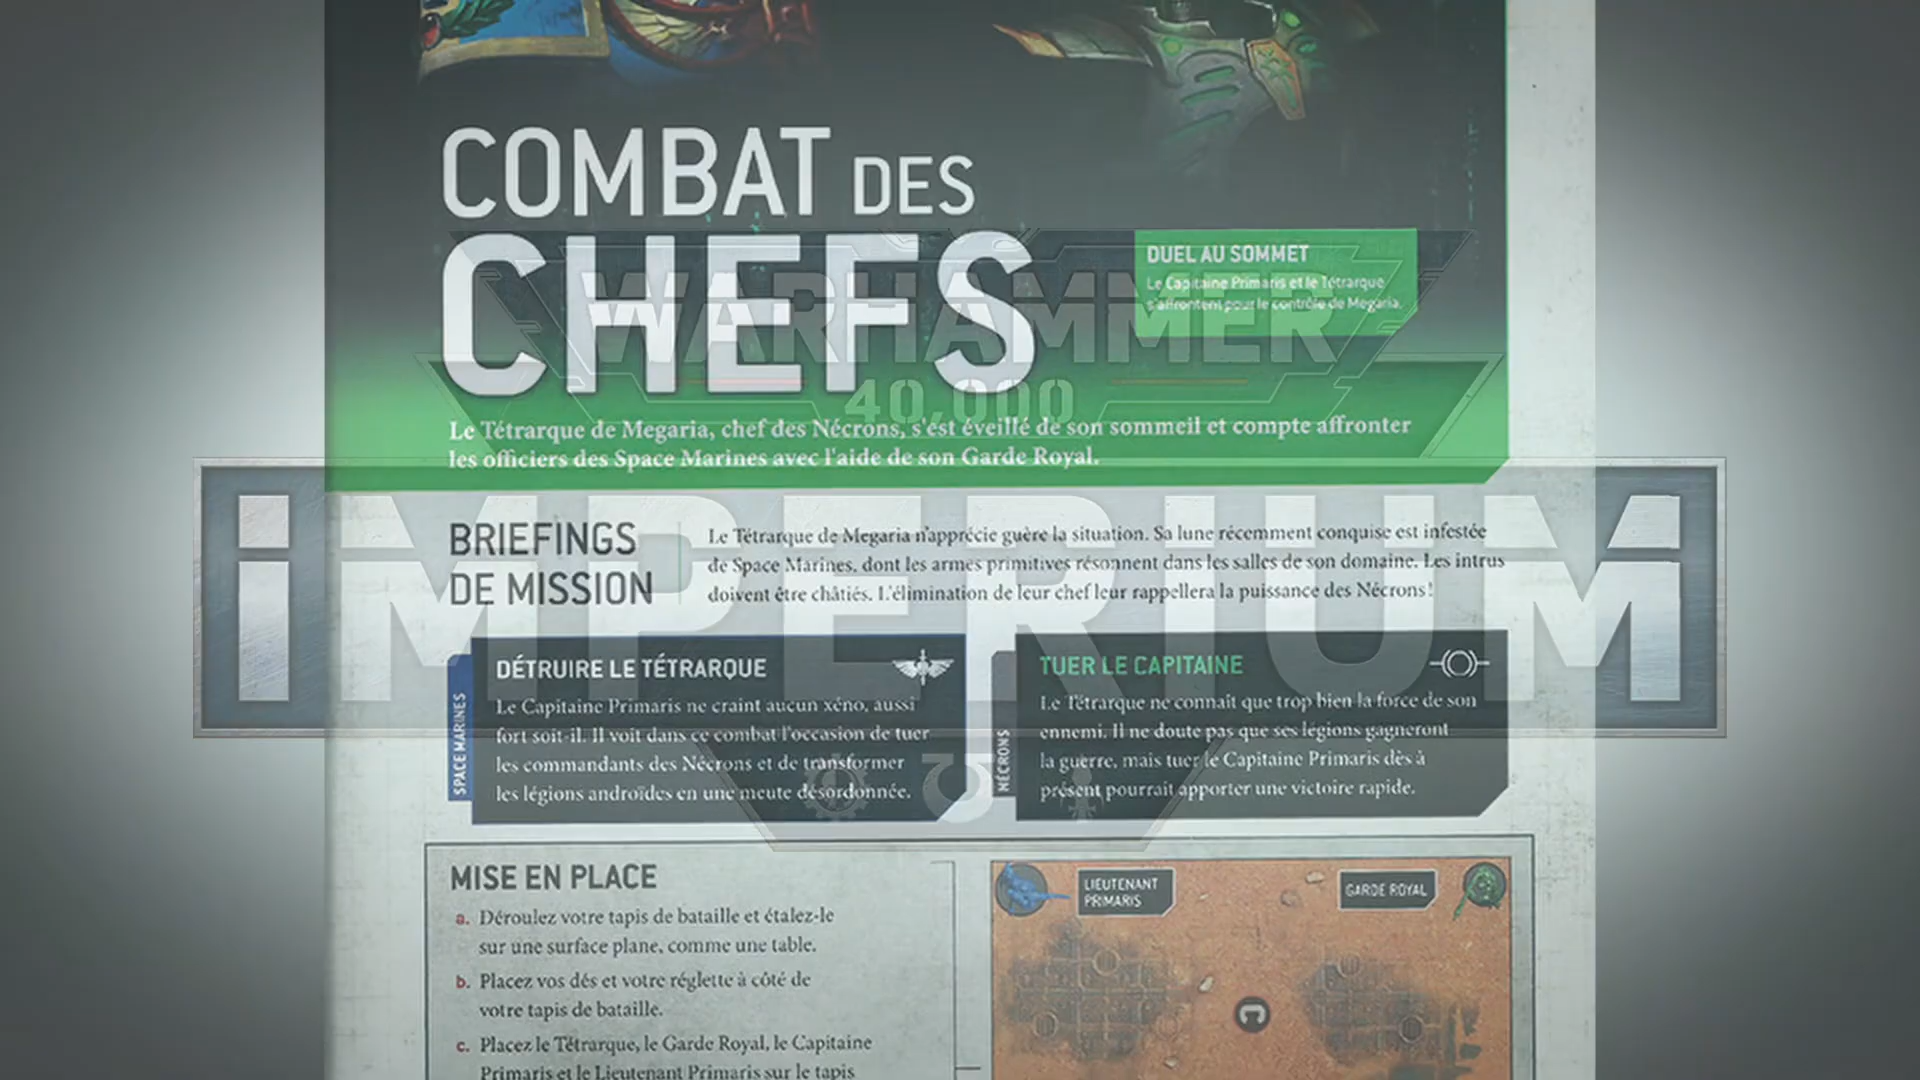 COMBAT DES
CHEFS
WARHAMMER
40,000
DUEL AU SOMMET
Le Capitaine Primaris et le Tétrarque
s'affrontent pour le contrôle de Megaria.
Le Tétrarque de Megaria, chef des Nécrons, s'est éveillé de son sommeil et compte affronter
les officiers des Space Marines avec l'aide de son Garde Royal.
IMPERIUM
BRIEFINGS
DE MISSION
Le Tétrarque de Megaria n'apprécie guère la situation. Sa lune récemment conquise est infestée
de Space Marines, dont les armes primitives résonnent dans les salles de son domaine. Les intrus
doivent être châtiés. L'élimination de leur chef leur rappellera la puissance des Nécrons!
SPACE MARINES
DÉTRUIRE LE TÉTRARQUE
Le Capitaine Primaris ne craint aucun xéno, aussi
fort soit-il. Il voit dans ce combat l'occasion de tuer
les commandants des Nécrons et de transformer
les légions androïdes en une meute désordonnée.
NÉCRONS
TUER LE CAPITAINE
Le Tétrarque ne connait que trop bien la force de son
ennemi. Il ne doute pas que ses légions gagneront
la guerre, mais tuer le Capitaine Primaris dès à
présent pourrait apporter une victoire rapide.
MISE EN PLACE
a. Déroulez votre tapis de bataille et étalez-le
sur une surface plane, comme une table.
b. Placez vos dés et votre réglette à côté de
votre tapis de bataille.
c. Placez le Tétrarque, le Garde Royal, le Capitaine
Primaris et le Lieutenant Primaris sur le tapis
LIEUTENANT
PRIMARIS
GARDE ROYAL
C